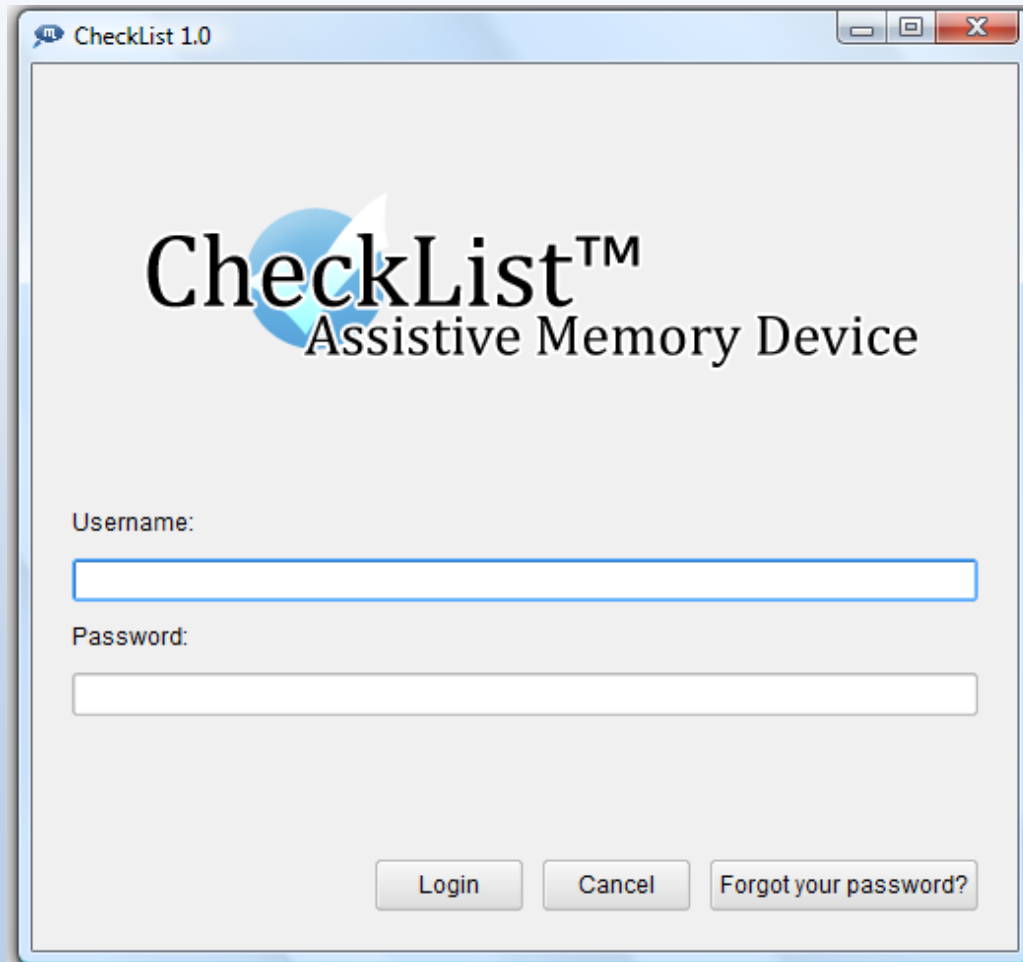 CheckList 1.0
CheckList™
Assistive Memory Device
Username:
Password:
Login Cancel Forgot your password?